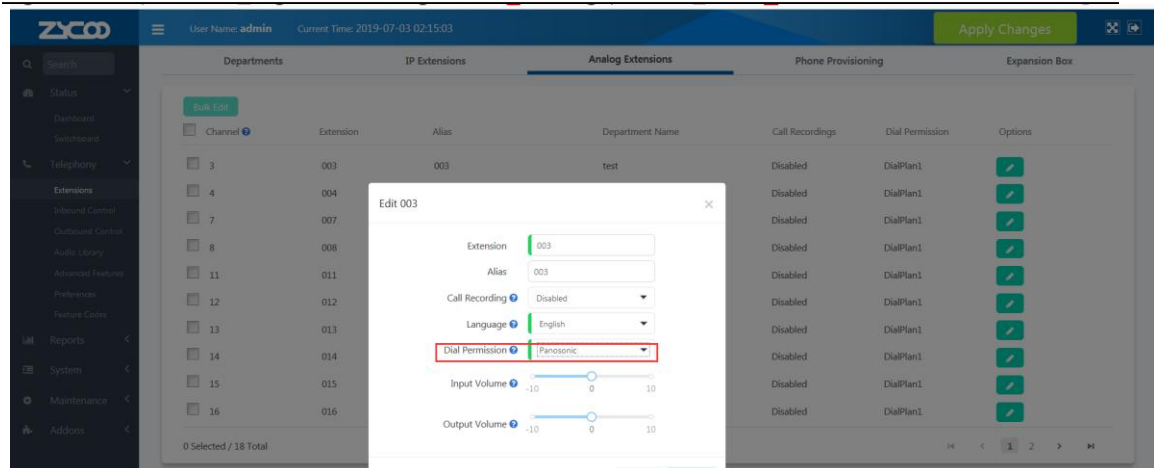 ZYCOO
User Name: admin Current Time: 2019-07-03 02:15:03 Apply Changes
Search
Status
Dashboard
Switchboard
Telephony
Extensions
Inbound Control
Outbound Control
Audio Library
Advanced Features
Preferences
Feature Codes
Reports
System
Maintenance
Addons
Departments IP Extensions Analog Extensions Phone Provisioning Expansion Box
Bulk Edit
Channel Extension Alias Department Name Call Recordings Dial Permission Options
3 003 003 test Disabled DialPlan1
4 004 Disabled DialPlan1
7 007 Disabled DialPlan1
8 008 Disabled DialPlan1
11 011 Disabled DialPlan1
12 012 Disabled DialPlan1
13 013 Disabled DialPlan1
14 014 Disabled DialPlan1
15 015 Disabled DialPlan1
16 016 Disabled DialPlan1
0 Selected / 18 Total 1 2
Edit 003
Extension 003
Alias 003
Call Recording Disabled
Language English
Dial Permission Panosonic
Input Volume -10 0 10
Output Volume -10 0 10